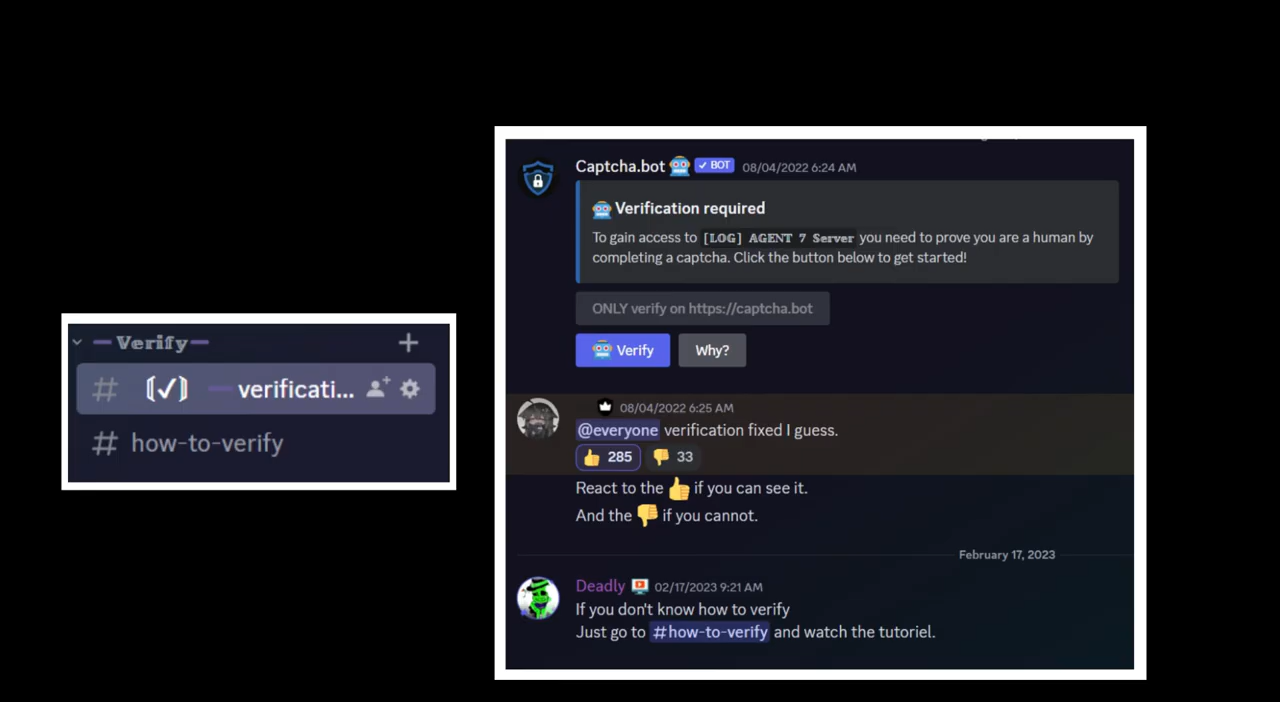 Verify
verificati...
how-to-verify
Captcha.bot BOT 08/04/2022 6:24 AM
Verification required
To gain access to [LOG] AGENT 7 Server you need to prove you are a human by
completing a captcha. Click the button below to get started!
ONLY verify on https://captcha.bot
Verify Why?
08/04/2022 6:25 AM
@everyone verification fixed I guess.
👍 285 👎 33
React to the 👍 if you can see it.
And the 👎 if you cannot.
February 17, 2023
Deadly 02/17/2023 9:21 AM
If you don't know how to verify
Just go to #how-to-verify and watch the tutoriel.